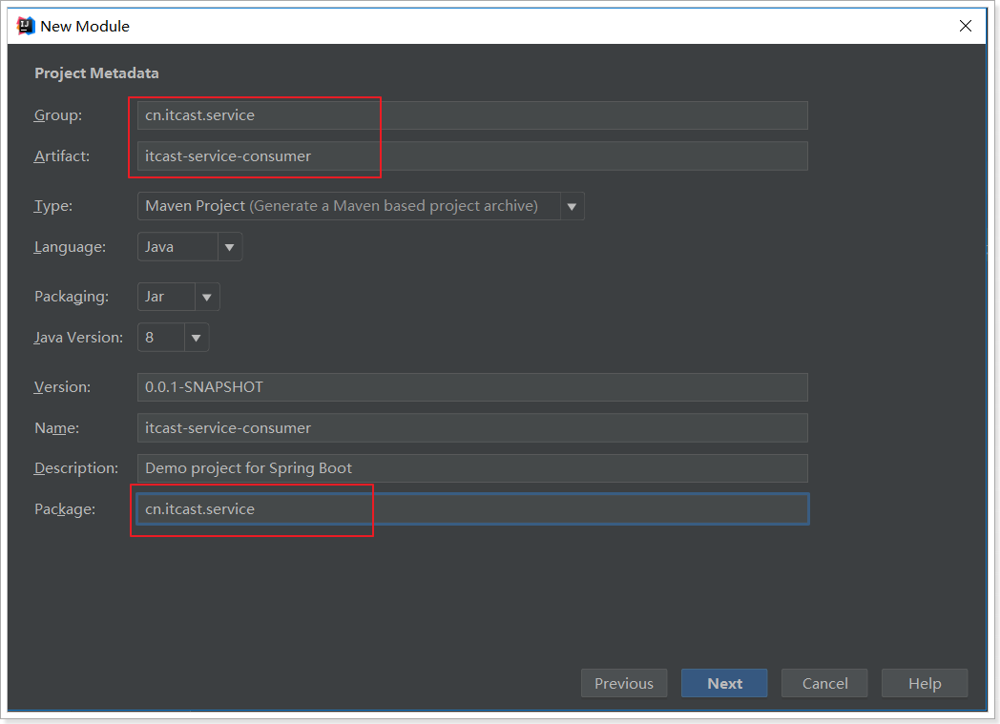 New Module
Project Metadata
Group: cn.itcast.service
Artifact: itcast-service-consumer
Type: Maven Project (Generate a Maven based project archive)
Language: Java
Packaging: Jar
Java Version: 8
Version: 0.0.1-SNAPSHOT
Name: itcast-service-consumer
Description: Demo project for Spring Boot
Package: cn.itcast.service
Previous Next Cancel Help